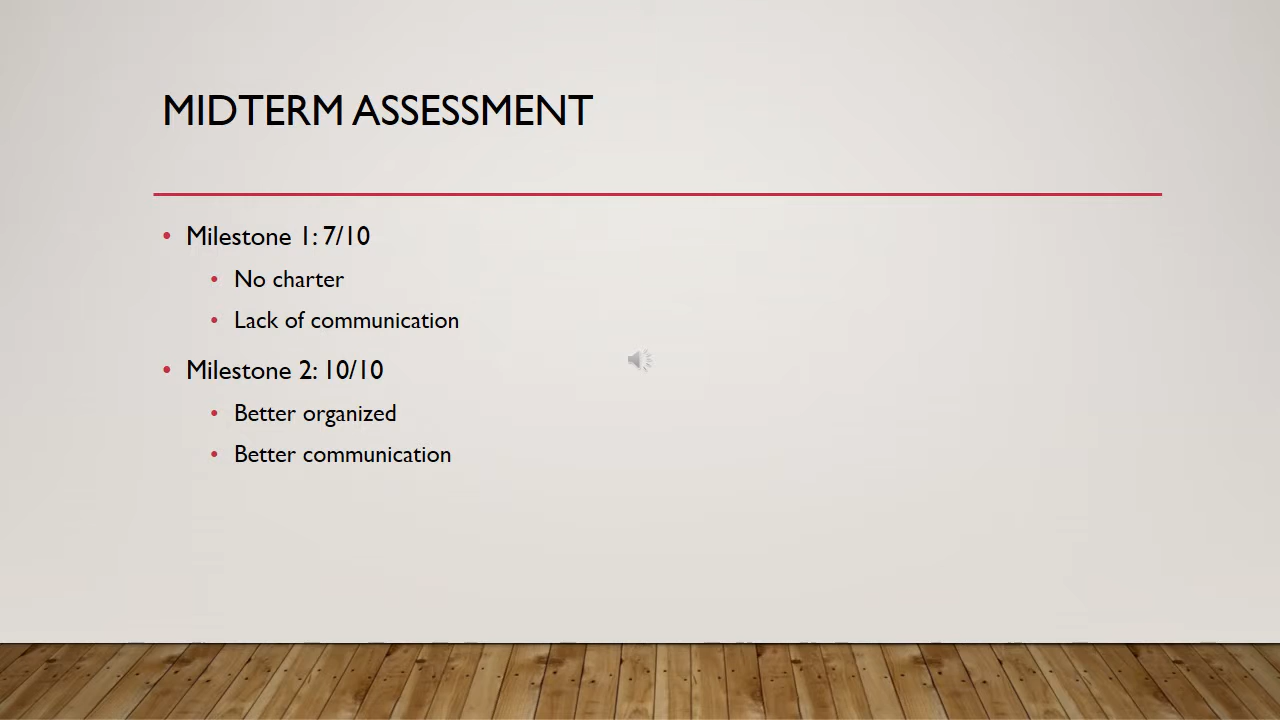 MIDTERM ASSESSMENT
Milestone 1: 7/10
No charter
Lack of communication
Milestone 2: 10/10
Better organized
Better communication